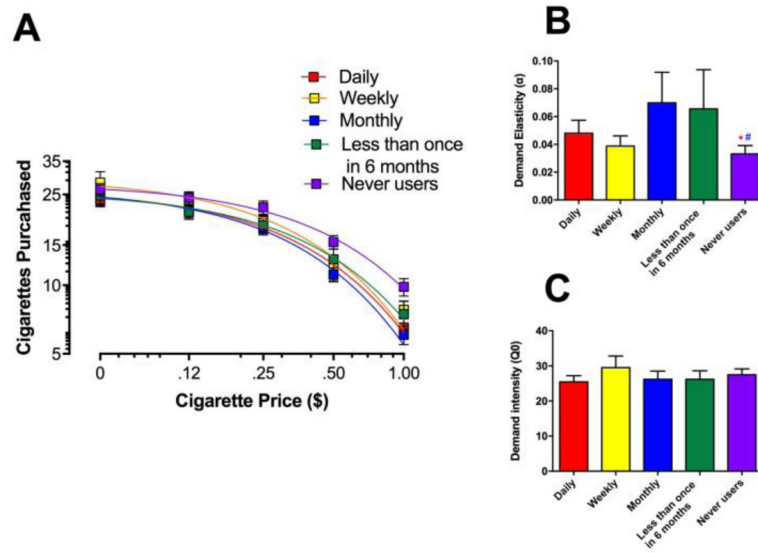 A
Daily
Weekly
Monthly
Less than once
in 6 months
Never users
35
25
15
10
5
Cigarettes Purcahased
0
.12
.25
.50
1.00
Cigarette Price ($)
B
0.10
0.08
0.06
0.04
0.02
0.00
Demand Elasticity (α)
*#
Daily
Weekly
Monthly
Less than once
in 6 months
Never users
C
40
30
20
10
0
Demand intensity (Q0)
Daily
Weekly
Monthly
Less than once
in 6 months
Never users